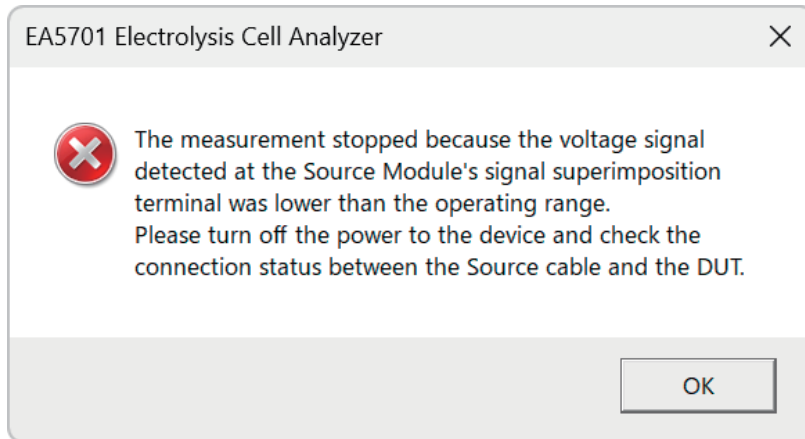 EA5701 Electrolysis Cell Analyzer
The measurement stopped because the voltage signal
detected at the Source Module's signal superimposition
terminal was lower than the operating range.
Please turn off the power to the device and check the
connection status between the Source cable and the DUT.
OK